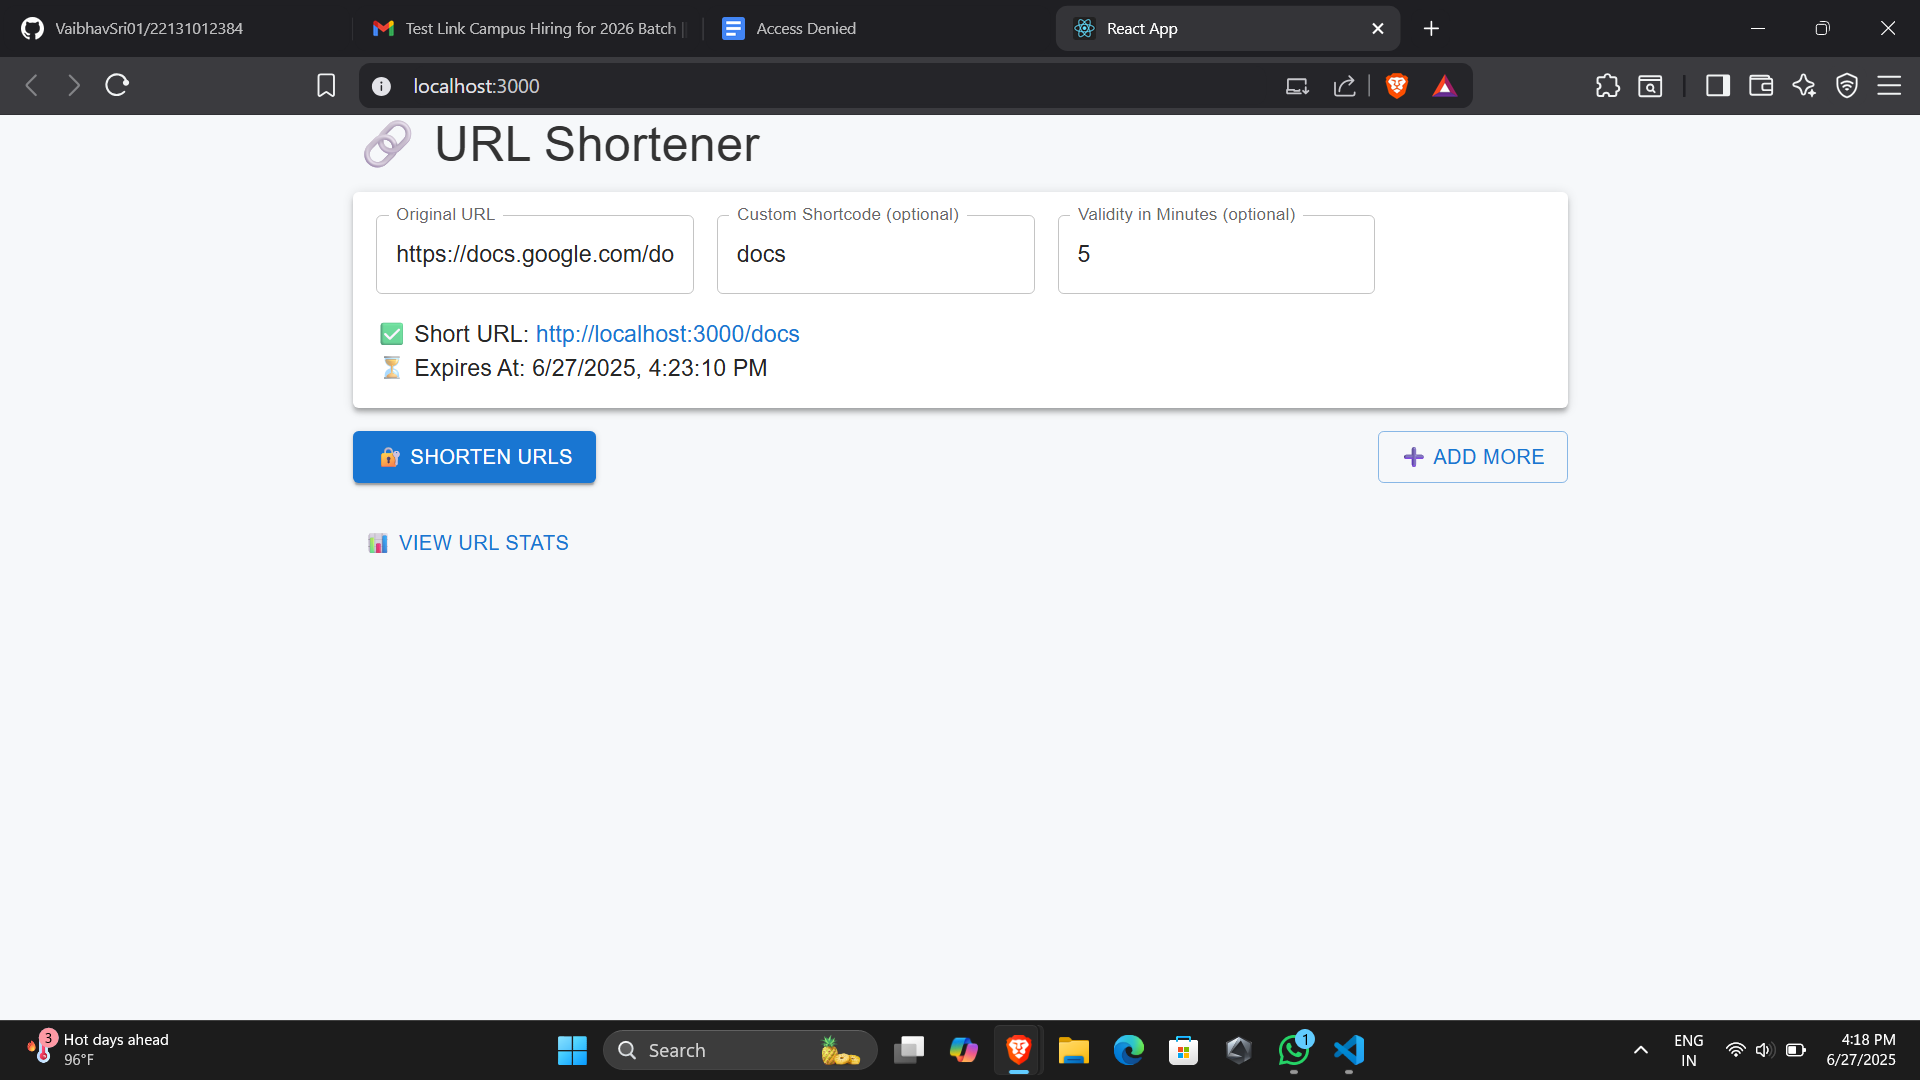 VaibhavSri01/22131012384
Test Link Campus Hiring for 2026 Batch ||
Access Denied
React App
localhost:3000
URL Shortener
Original URL
https://docs.google.com/do
Custom Shortcode (optional)
docs
Validity in Minutes (optional)
5
Short URL: http://localhost:3000/docs
Expires At: 6/27/2025, 4:23:10 PM
SHORTEN URLS
ADD MORE
VIEW URL STATS
3
Hot days ahead
96°F
Search
1
ENG
IN
4:18 PM
6/27/2025